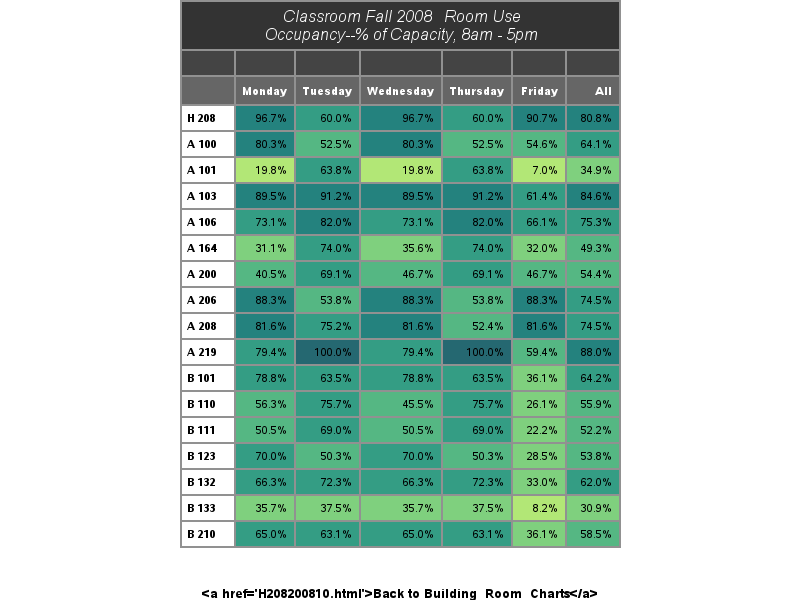 Classroom Fall 2008 Room Use
Occupancy--% of Capacity, 8am - 5pm
Monday Tuesday Wednesday Thursday Friday All
H 208 96.7% 60.0% 96.7% 60.0% 90.7% 80.8%
A 100 80.3% 52.5% 80.3% 52.5% 54.6% 64.1%
A 101 19.8% 63.8% 19.8% 63.8% 7.0% 34.9%
A 103 89.5% 91.2% 89.5% 91.2% 61.4% 84.6%
A 106 73.1% 82.0% 73.1% 82.0% 66.1% 75.3%
A 164 31.1% 74.0% 35.6% 74.0% 32.0% 49.3%
A 200 40.5% 69.1% 46.7% 69.1% 46.7% 54.4%
A 206 88.3% 53.8% 88.3% 53.8% 88.3% 74.5%
A 208 81.6% 75.2% 81.6% 52.4% 81.6% 74.5%
A 219 79.4% 100.0% 79.4% 100.0% 59.4% 88.0%
B 101 78.8% 63.5% 78.8% 63.5% 36.1% 64.2%
B 110 56.3% 75.7% 45.5% 75.7% 26.1% 55.9%
B 111 50.5% 69.0% 50.5% 69.0% 22.2% 52.2%
B 123 70.0% 50.3% 70.0% 50.3% 28.5% 53.8%
B 132 66.3% 72.3% 66.3% 72.3% 33.0% 62.0%
B 133 35.7% 37.5% 35.7% 37.5% 8.2% 30.9%
B 210 65.0% 63.1% 65.0% 63.1% 36.1% 58.5%
<a href='H208200810.html'>Back to Building Room Charts</a>